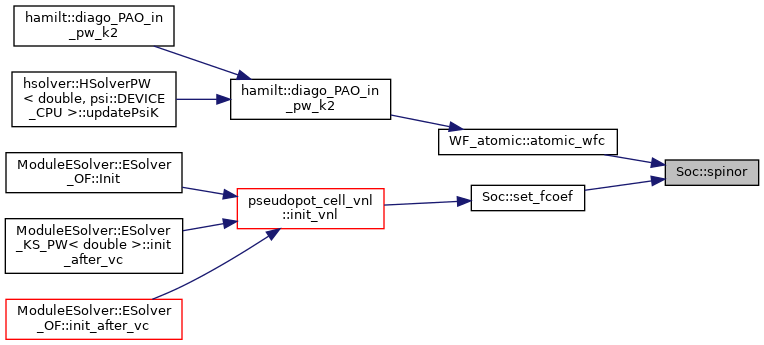 hamilt::diago_PAO_in
_pw_k2
hsolver::HSolverPW
< double, psi::DEVICE
_CPU >::updatePsiK
hamilt::diago_PAO_in
_pw_k2
WF_atomic::atomic_wfc
Soc::spinor
ModuleESolver::ESolver
_OF::Init
pseudopot_cell_vnl
::init_vnl
Soc::set_fcoef
ModuleESolver::ESolver
_KS_PW< double >::init
_after_vc
ModuleESolver::ESolver
_OF::init_after_vc